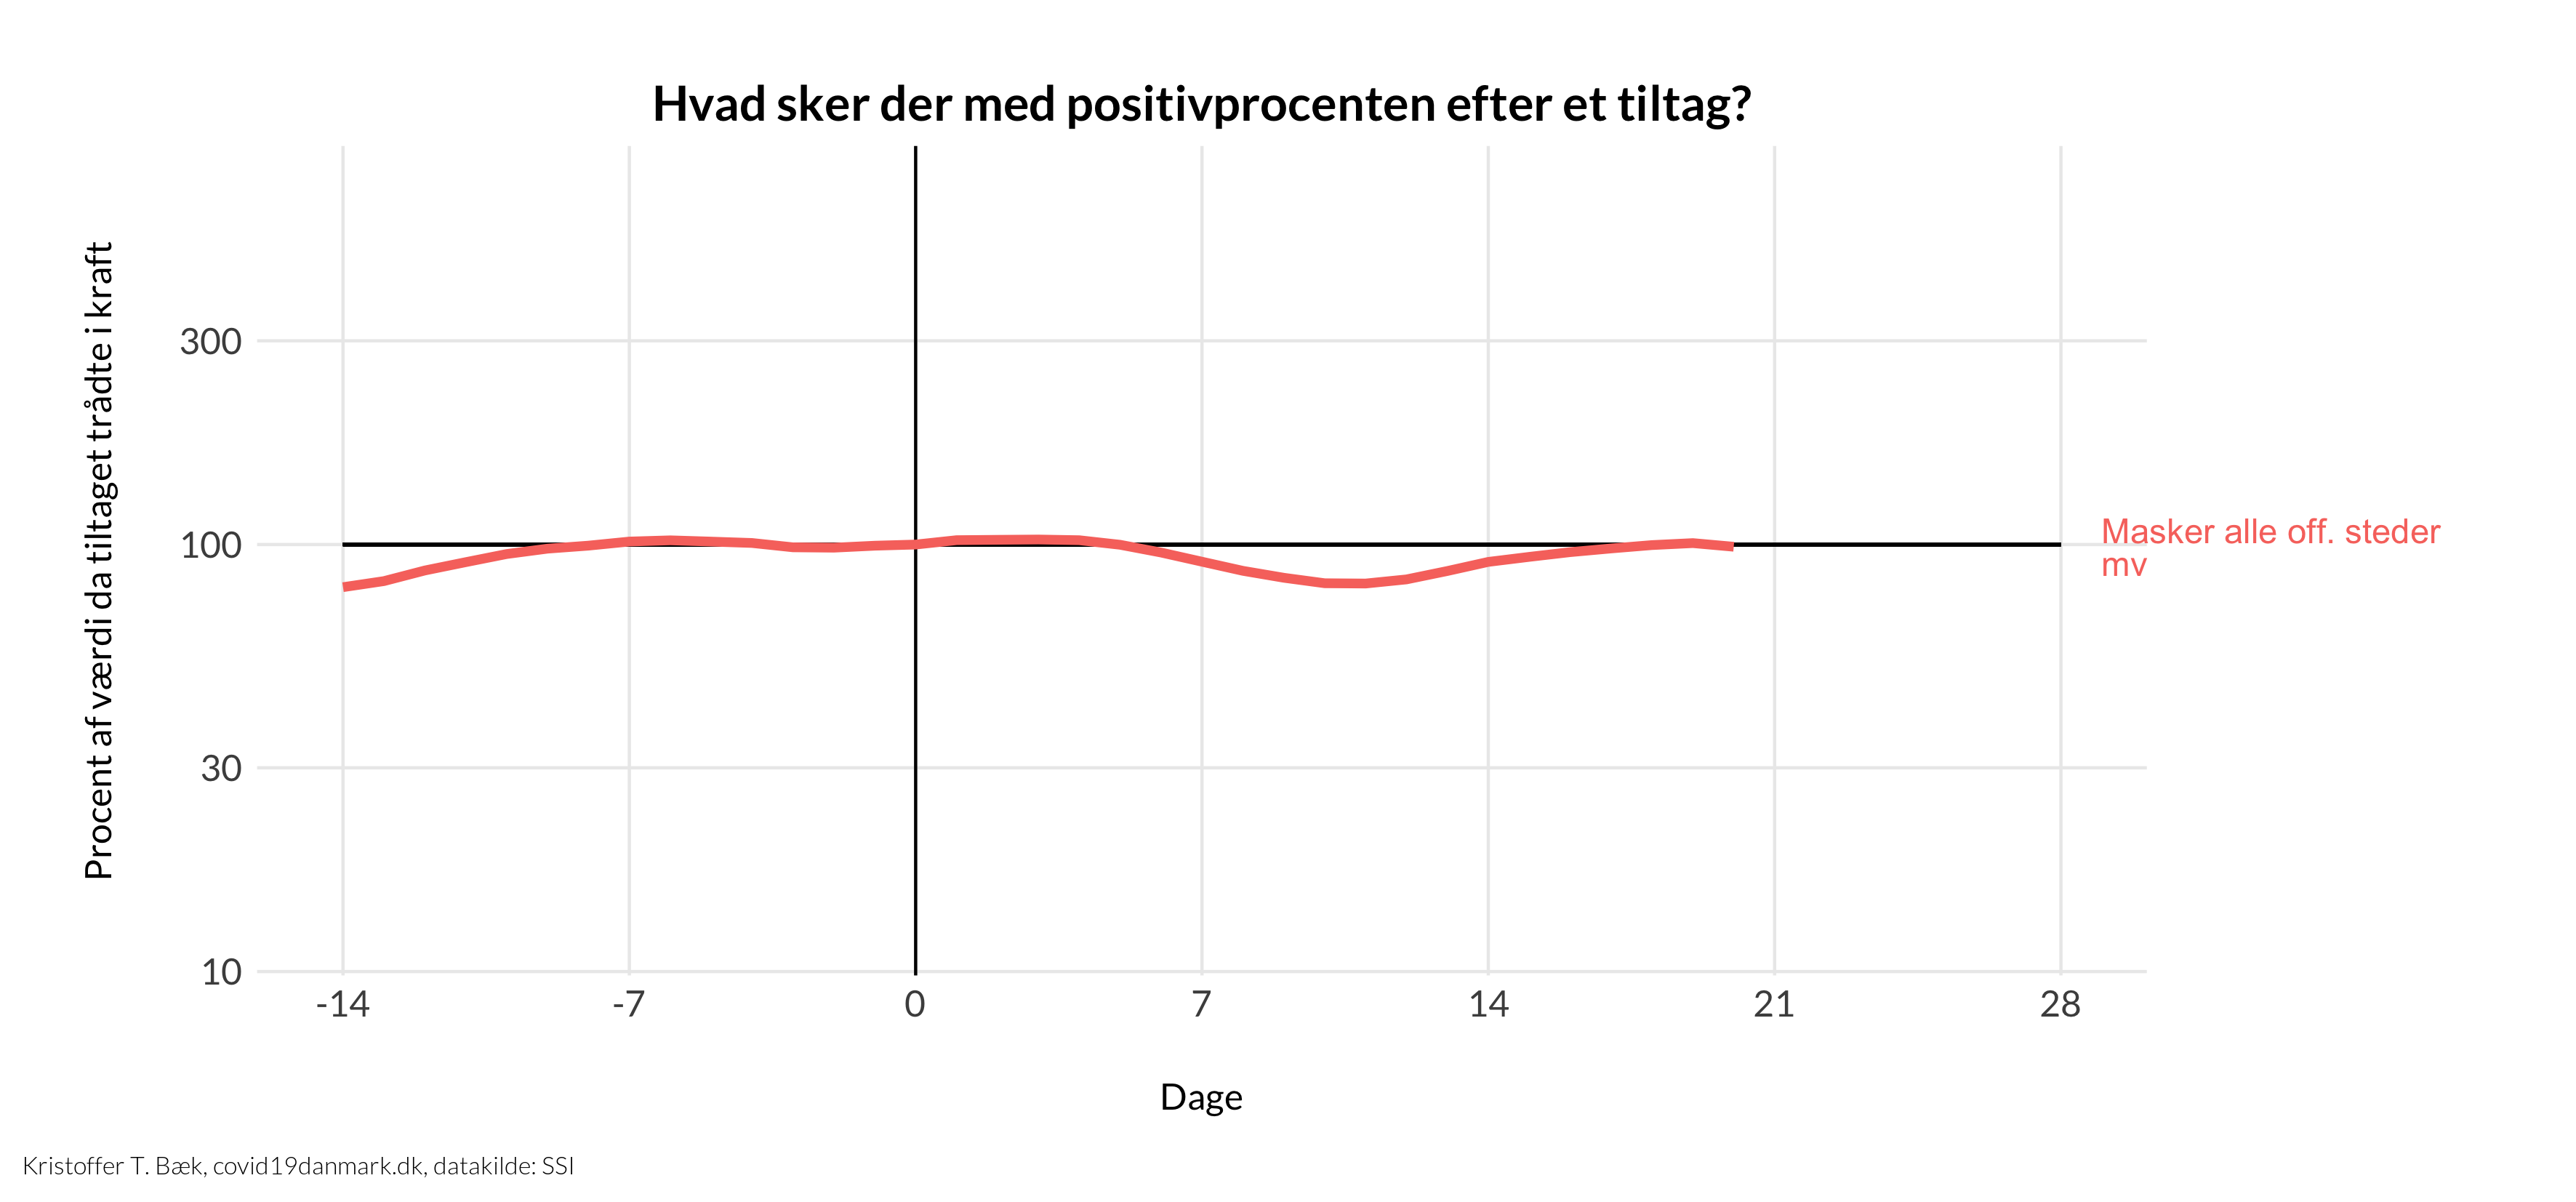 Hvad sker der med positivprocenten efter et tiltag?
Procent af værdi da tiltaget trådte i kraft
300
100
30
10
Masker alle off. steder
mv
-14
-7
0
7
14
21
28
Dage
Kristoffer T. Bæk, covid19danmark.dk, datakilde: SSI